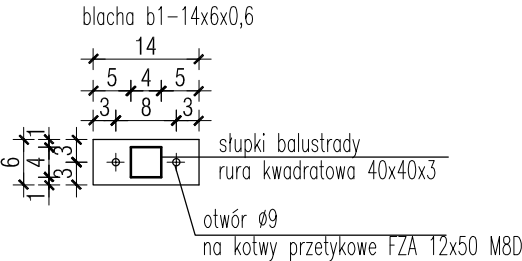 blacha b1-14x6x0,6
14
5 4 5
3 8 3
6
1 4 1
3 3
słupki balustrady
rura kwadratowa 40x40x3
otwór Ø9
na kotwy przetykowe FZA 12x50 M8D